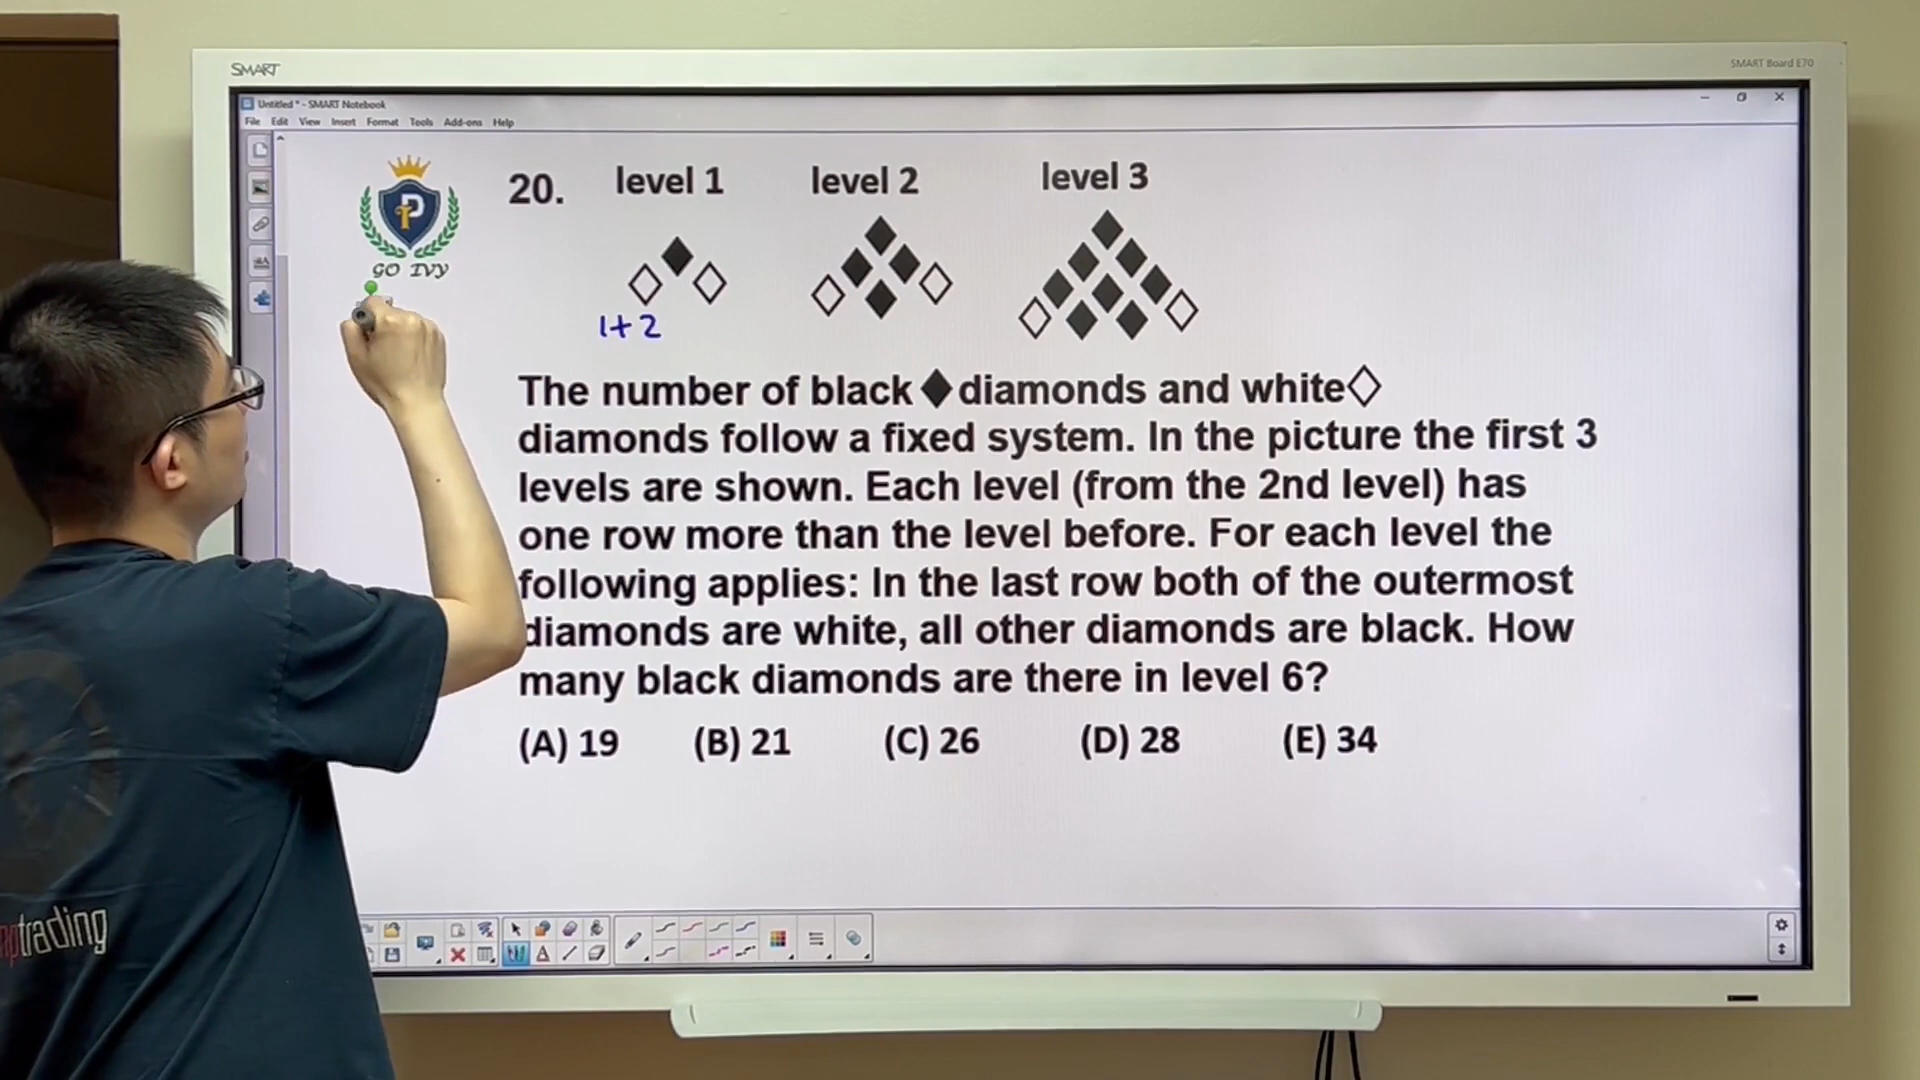 SMART
SMART Board E70
Untitled * - SMART Notebook
File Edit View Insert Format Tools Add-ons Help
GO IVY
20. level 1 level 2 level 3
1+2
The number of black ◆ diamonds and white ◇
diamonds follow a fixed system. In the picture the first 3
levels are shown. Each level (from the 2nd level) has
one row more than the level before. For each level the
following applies: In the last row both of the outermost
diamonds are white, all other diamonds are black. How
many black diamonds are there in level 6?
(A) 19 (B) 21 (C) 26 (D) 28 (E) 34
trading